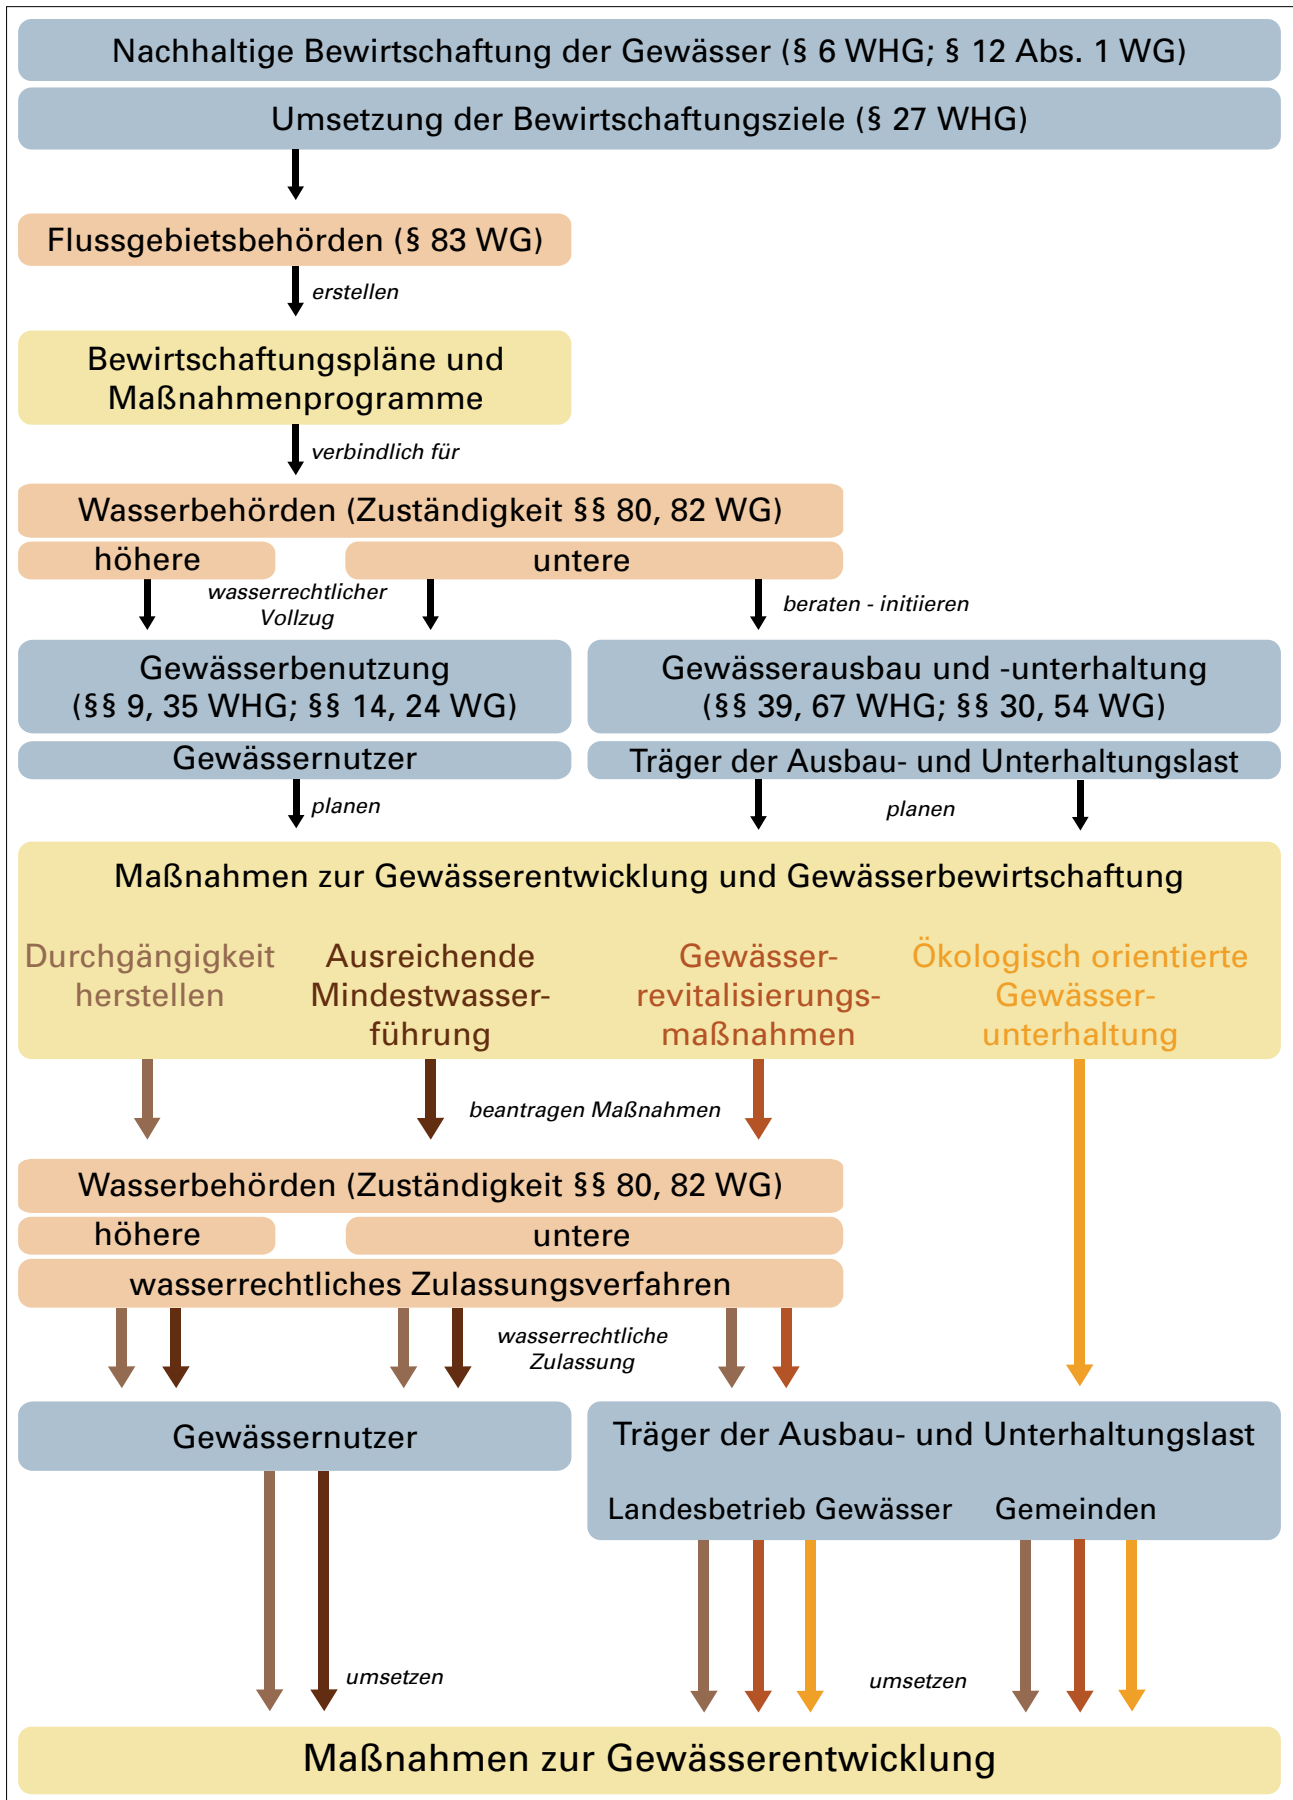 Nachhaltige Bewirtschaftung der Gewässer (§ 6 WHG; § 12 Abs. 1 WG)
Umsetzung der Bewirtschaftungsziele (§ 27 WHG)
Flussgebietsbehörden (§ 83 WG)
erstellen
Bewirtschaftungspläne und
Maßnahmenprogramme
verbindlich für
Wasserbehörden (Zuständigkeit §§ 80, 82 WG)
höhere
untere
wasserrechtlicher
Vollzug
beraten - initiieren
Gewässerbenutzung
(§§ 9, 35 WHG; §§ 14, 24 WG)
Gewässerausbau und -unterhaltung
(§§ 39, 67 WHG; §§ 30, 54 WG)
Gewässernutzer
Träger der Ausbau- und Unterhaltungslast
planen
planen
Maßnahmen zur Gewässerentwicklung und Gewässerbewirtschaftung
Durchgängigkeit
herstellen
Ausreichende
Mindestwasser-
führung
Gewässer-
revitalisierungs-
maßnahmen
Ökologisch orientierte
Gewässer-
unterhaltung
beantragen Maßnahmen
Wasserbehörden (Zuständigkeit §§ 80, 82 WG)
höhere
untere
wasserrechtliches Zulassungsverfahren
wasserrechtliche
Zulassung
Gewässernutzer
Träger der Ausbau- und Unterhaltungslast
Landesbetrieb Gewässer
Gemeinden
umsetzen
umsetzen
Maßnahmen zur Gewässerentwicklung